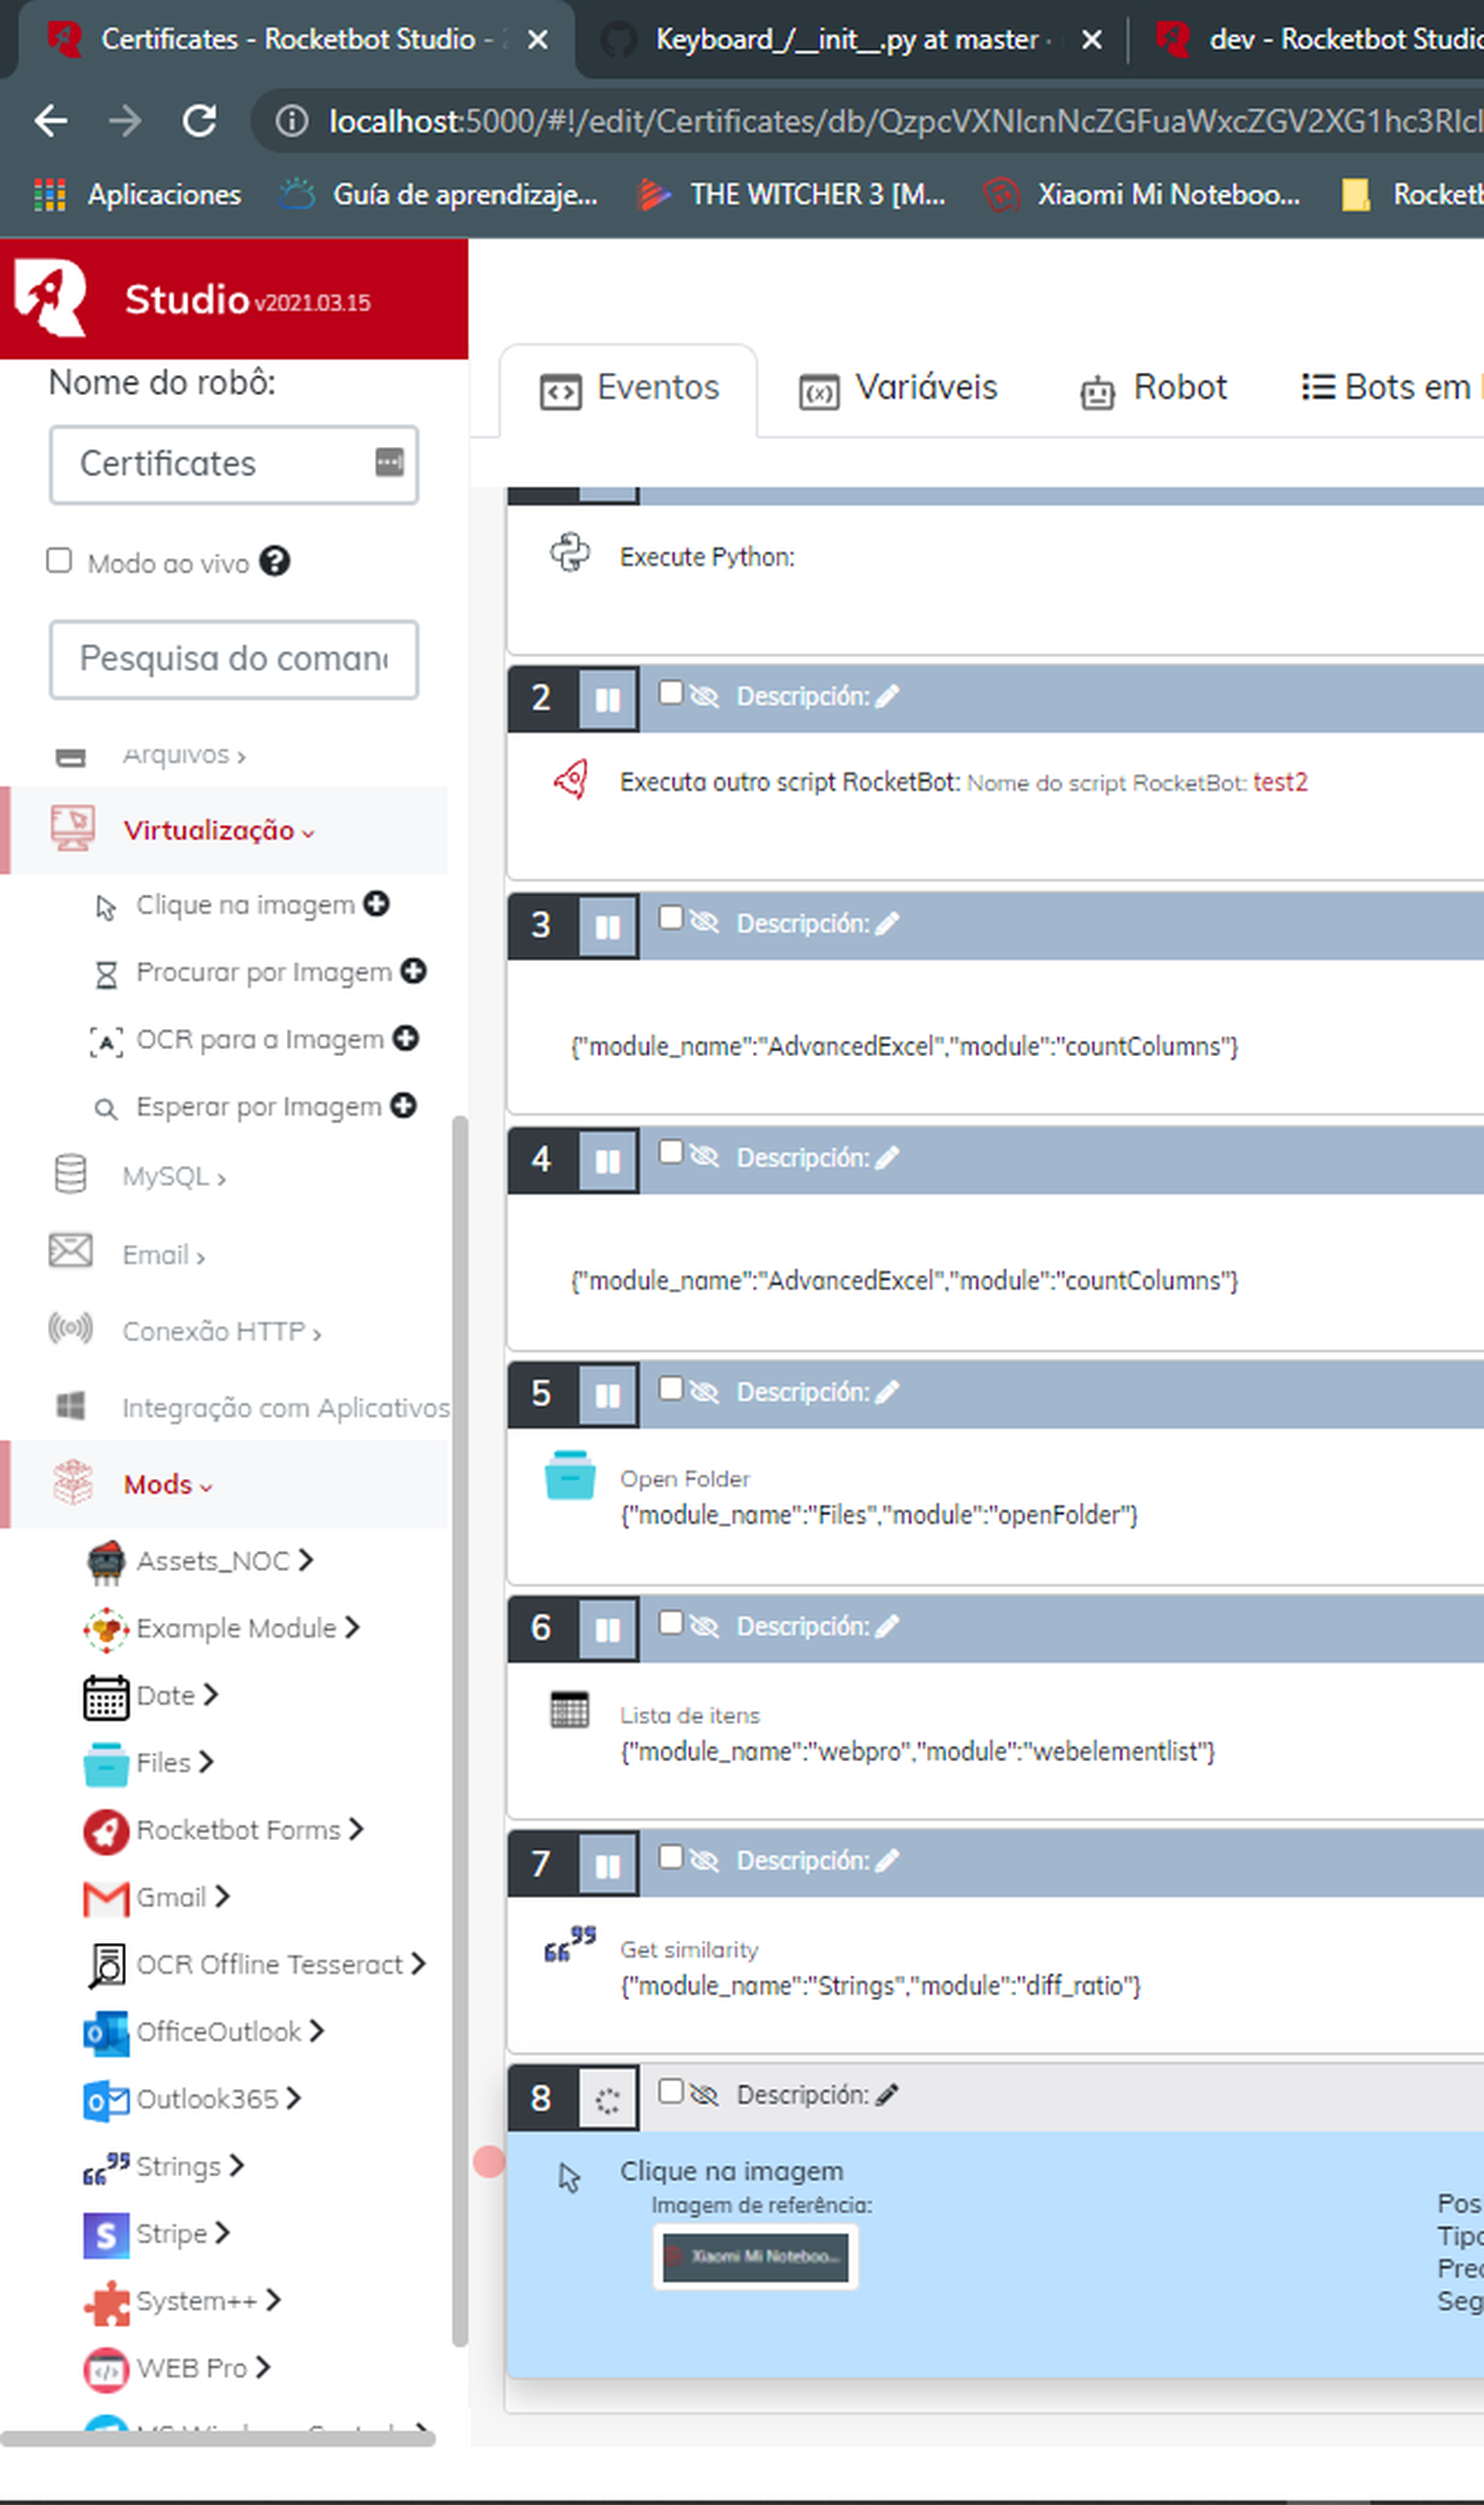 Certificates - Rocketbot Studio -
Keyboard_/__init__.py at master ·
dev - Rocketbot Studio
localhost:5000/#!/edit/Certificates/db/
Aplicaciones
Guía de aprendizaje...
THE WITCHER 3 [M...
Xiaomi Mi Noteboo...
Studio v2021.03.15
Nome do robô:
Eventos
Variáveis
Robot
Bots em
Certificates
Execute Python:
Modo ao vivo
Pesquisa do coman
2
Descripción:
Arquivos
Executa outro script RocketBot: Nome do script RocketBot: test2
Virtualização
Clique na imagem
3
Descripción:
Procurar por Imagem
OCR para a Imagem
{"module_name":"AdvancedExcel","module":"countColumns"}
Esperar por Imagem
4
Descripción:
MySQL
Email
{"module_name":"AdvancedExcel","module":"countColumns"}
Conexão HTTP
5
Descripción:
Integração com Aplicativos
Mods
Open Folder
{"module_name":"Files","module":"openFolder"}
Assets_NOC
Example Module
6
Descripción:
Date
Lista de itens
{"module_name":"webpro","module":"webelementlist"}
Files
Rocketbot Forms
7
Descripción:
Gmail
Get similarity
{"module_name":"Strings","module":"diff_ratio"}
OCR Offline Tesseract
OfficeOutlook
Outlook365
8
Descripción:
Strings
Clique na imagem
Imagem de referência:
Xiaomi Mi Noteboo...
Pos
Tipo
Prec
Seg
Stripe
System++
WEB Pro